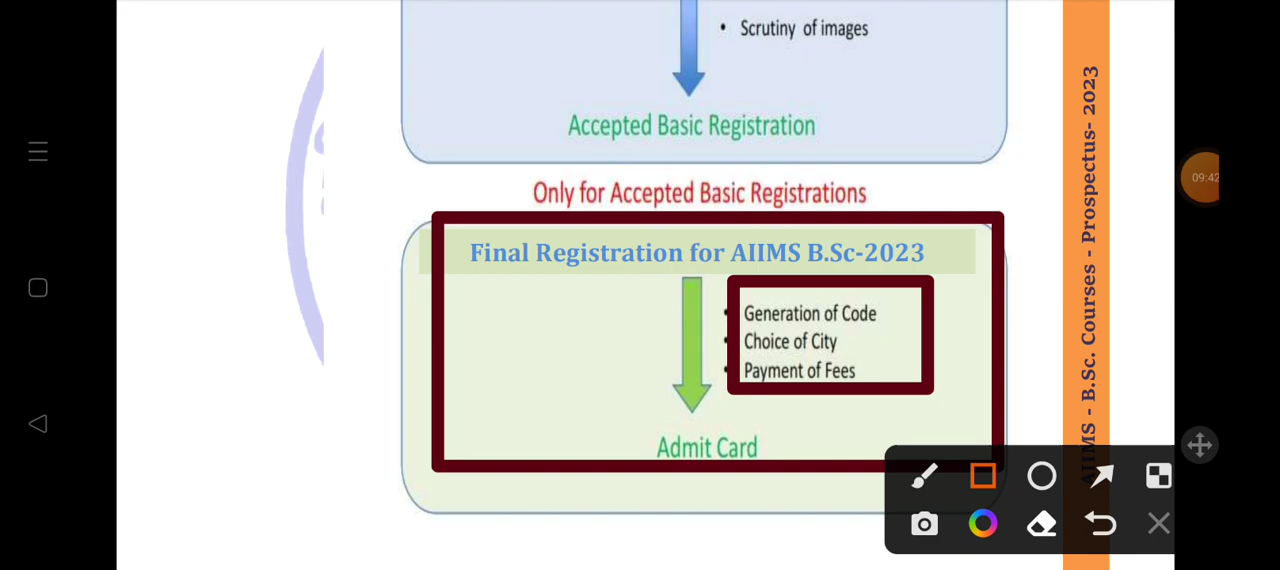 • Scrutiny of images
Accepted Basic Registration
Only for Accepted Basic Registrations
Final Registration for AIIMS B.Sc-2023
• Generation of Code
• Choice of City
• Payment of Fees
Admit Card
AIIMS - B.Sc. Courses - Prospectus- 2023
09:42